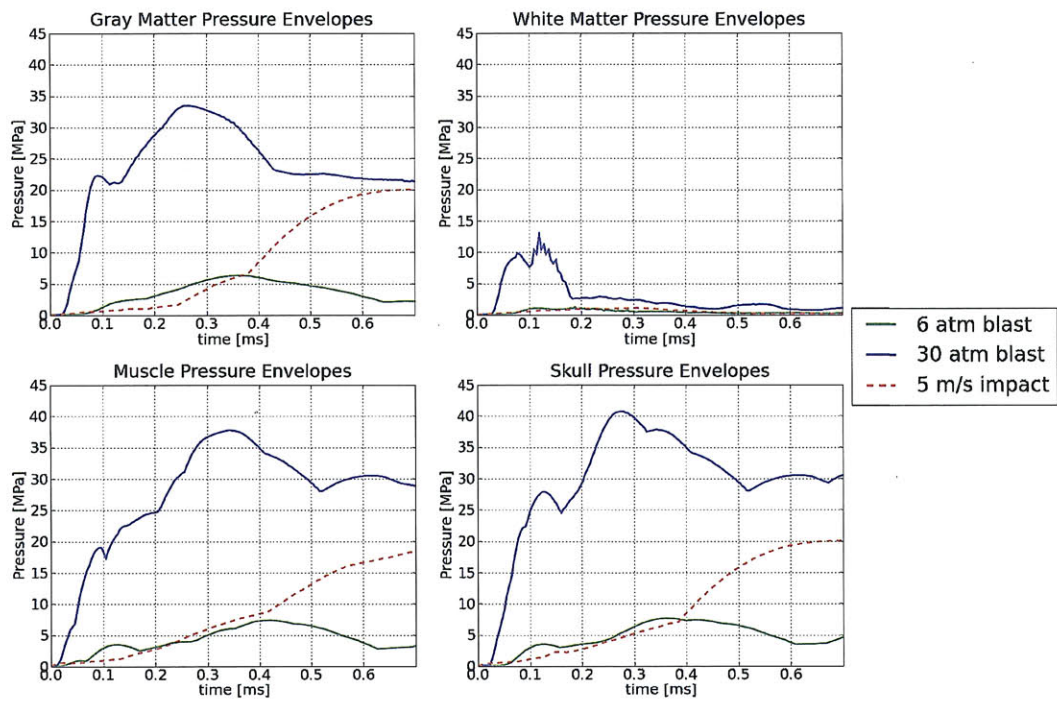 Gray Matter Pressure Envelopes
45
40
35
30
25
20
15
10
5
0
Pressure [MPa]
0.0 0.1 0.2 0.3 0.4 0.5 0.6
time [ms]
White Matter Pressure Envelopes
45
40
35
30
25
20
15
10
5
0
Pressure [MPa]
0.0 0.1 0.2 0.3 0.4 0.5 0.6
time [ms]
6 atm blast
30 atm blast
5 m/s impact
Muscle Pressure Envelopes
45
40
35
30
25
20
15
10
5
0
Pressure [MPa]
0.0 0.1 0.2 0.3 0.4 0.5 0.6
time [ms]
Skull Pressure Envelopes
45
40
35
30
25
20
15
10
5
0
Pressure [MPa]
0.0 0.1 0.2 0.3 0.4 0.5 0.6
time [ms]